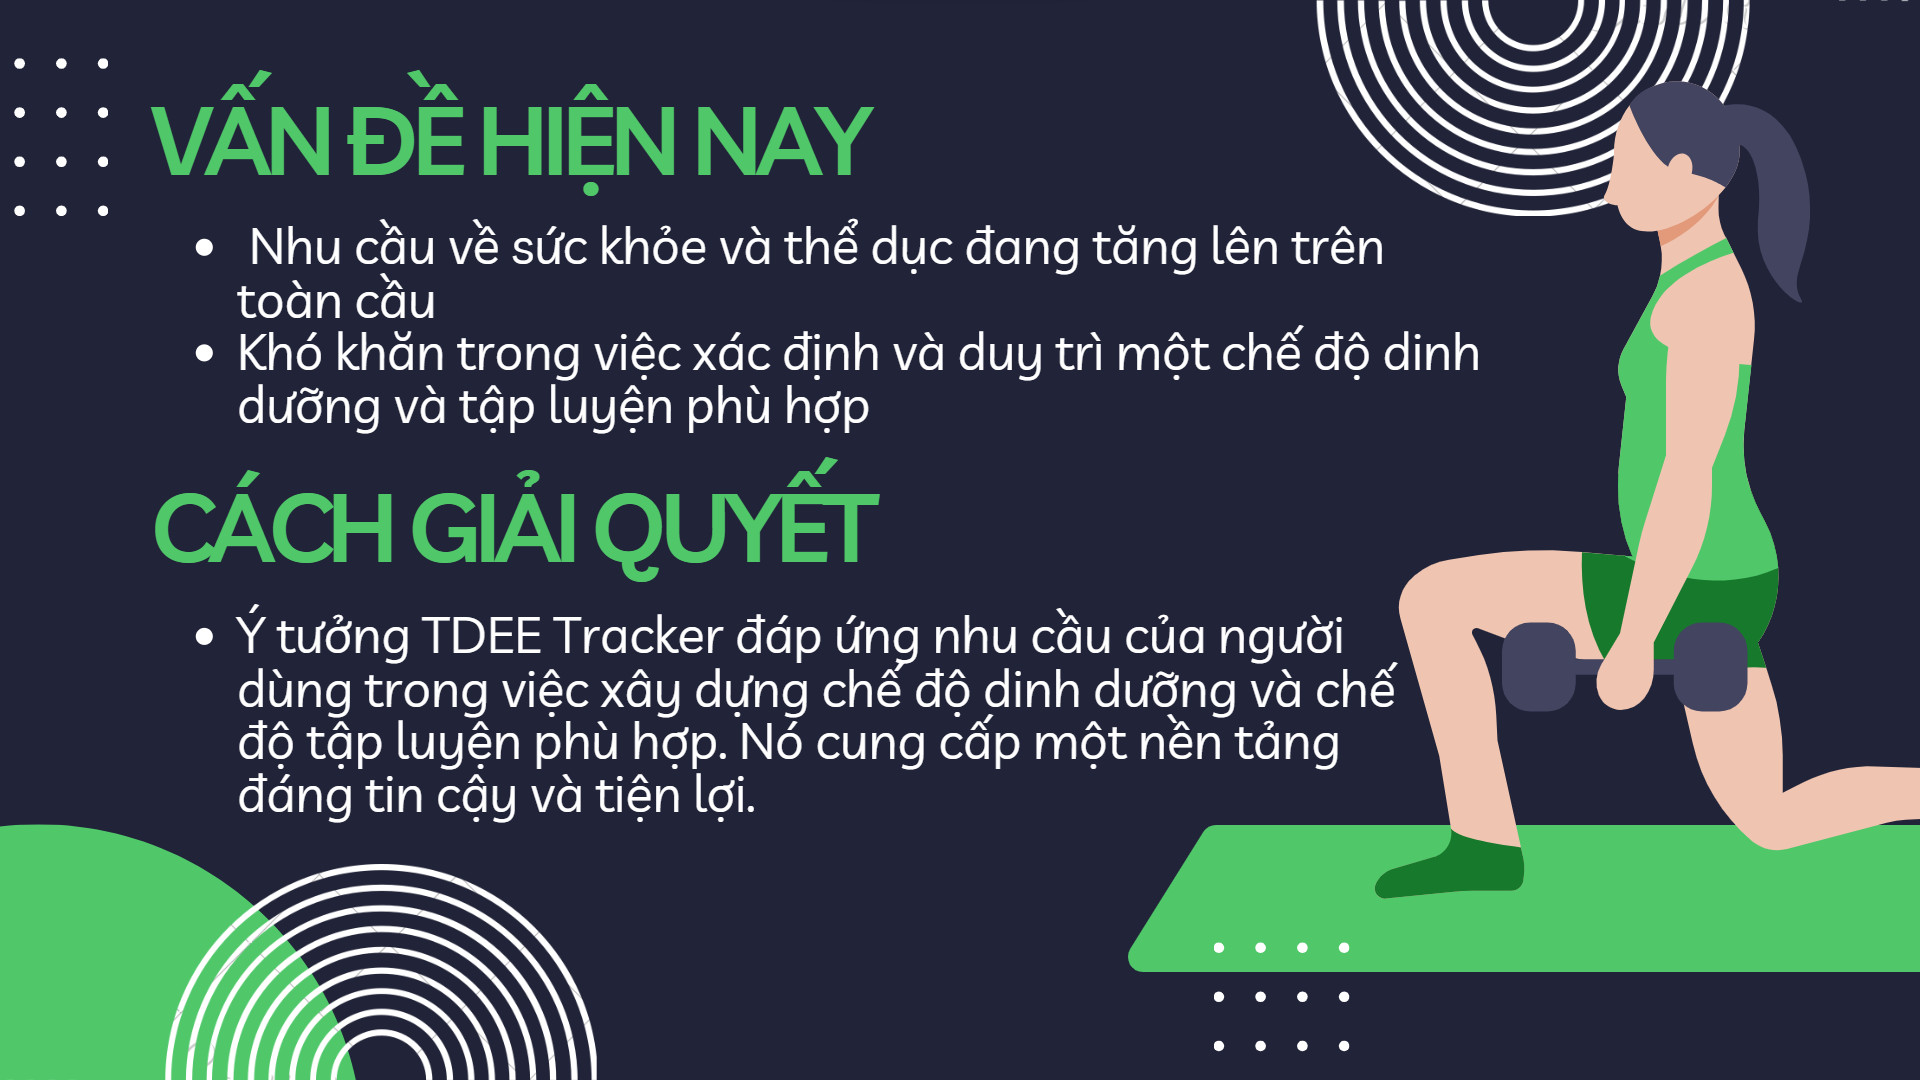 VẤN ĐỀ HIỆN NAY
• Nhu cầu về sức khỏe và thể dục đang tăng lên trên
toàn cầu
• Khó khăn trong việc xác định và duy trì một chế độ dinh
dưỡng và tập luyện phù hợp
CÁCH GIẢI QUYẾT
• Ý tưởng TDEE Tracker đáp ứng nhu cầu của người
dùng trong việc xây dựng chế độ dinh dưỡng và chế
độ tập luyện phù hợp. Nó cung cấp một nền tảng
đáng tin cậy và tiện lợi.